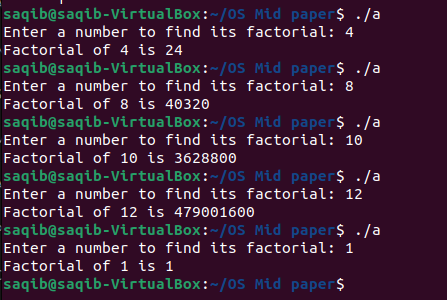 saqib@saqib-VirtualBox:~/OS Mid paper$ ./a
Enter a number to find its factorial: 4
Factorial of 4 is 24
saqib@saqib-VirtualBox:~/OS Mid paper$ ./a
Enter a number to find its factorial: 8
Factorial of 8 is 40320
saqib@saqib-VirtualBox:~/OS Mid paper$ ./a
Enter a number to find its factorial: 10
Factorial of 10 is 3628800
saqib@saqib-VirtualBox:~/OS Mid paper$ ./a
Enter a number to find its factorial: 12
Factorial of 12 is 479001600
saqib@saqib-VirtualBox:~/OS Mid paper$ ./a
Enter a number to find its factorial: 1
Factorial of 1 is 1
saqib@saqib-VirtualBox:~/OS Mid paper$